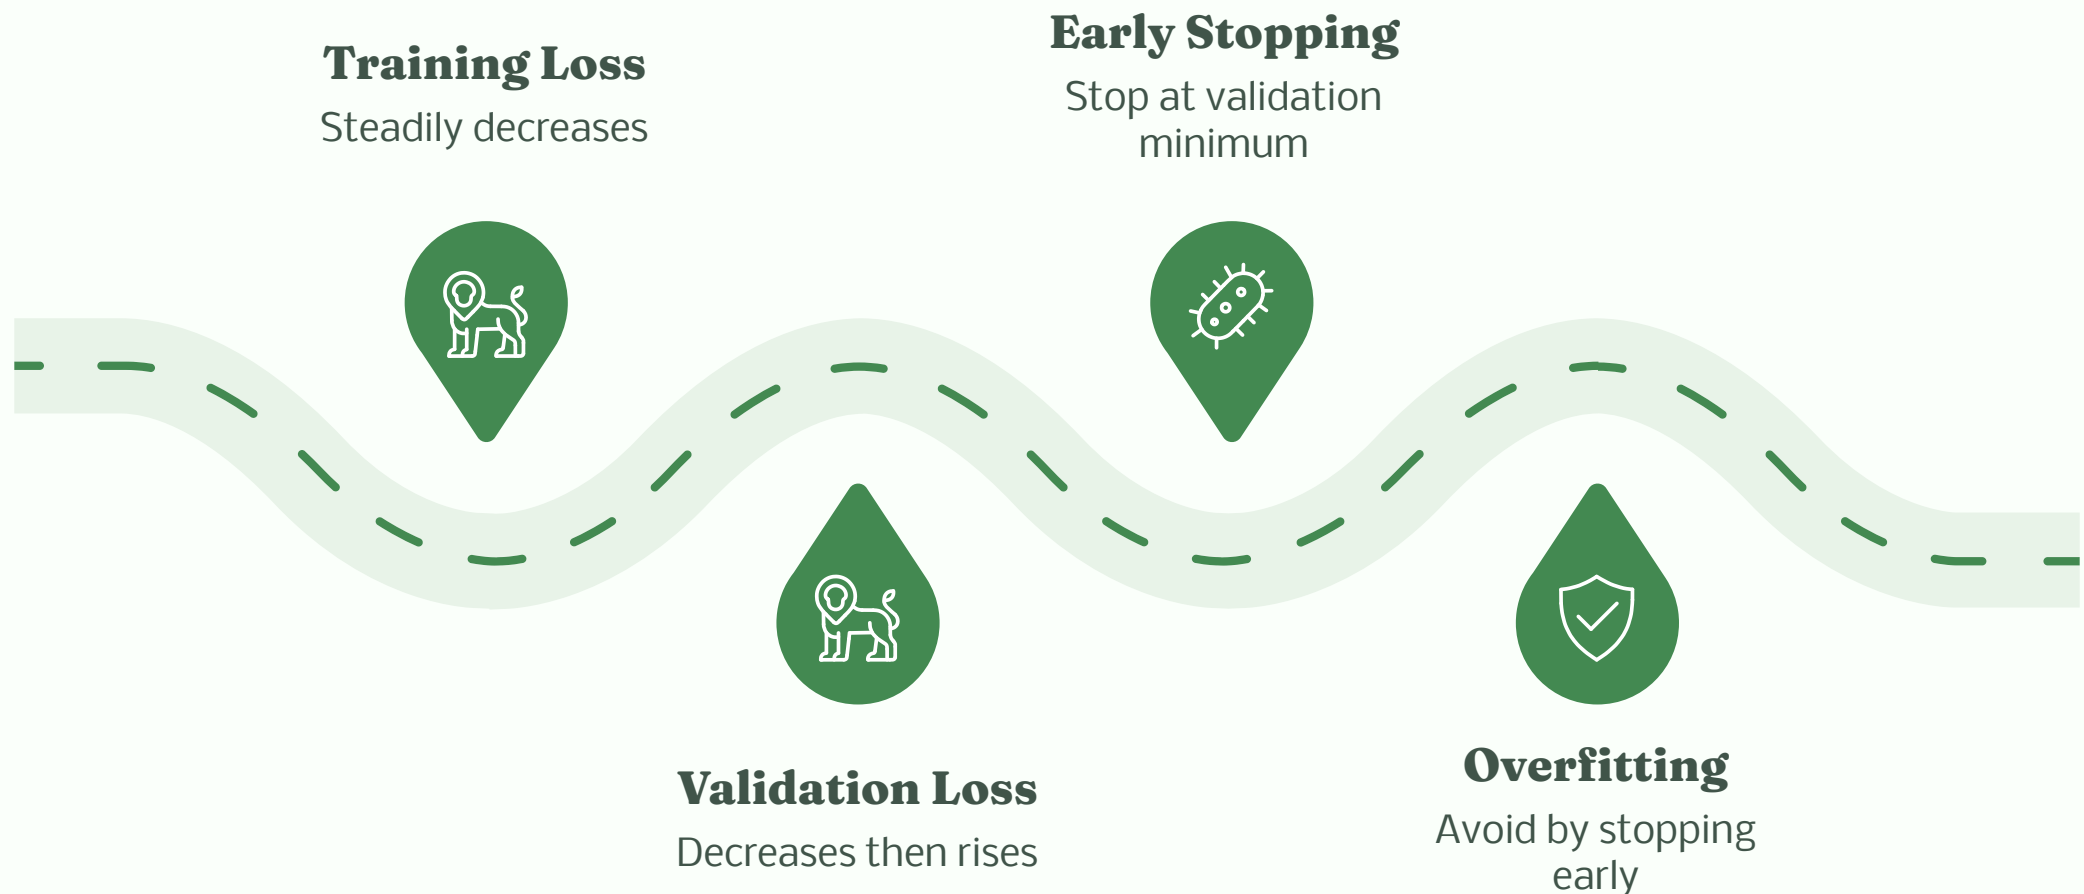 Training Loss
Steadily decreases
Early Stopping
Stop at validation
minimum
Validation Loss
Decreases then rises
Overfitting
Avoid by stopping
early